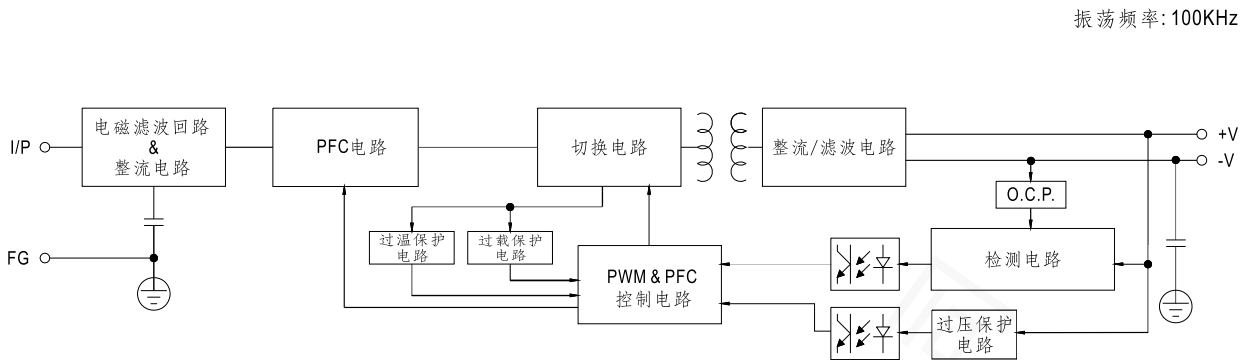 振荡频率: 100KHz
I/P
电磁滤波回路
&
整流电路
PFC电路
切换电路
整流/滤波电路
+V
-V
O.C.P.
FG
过温保护
电路
过载保护
电路
PWM & PFC
控制电路
检测电路
过压保护
电路